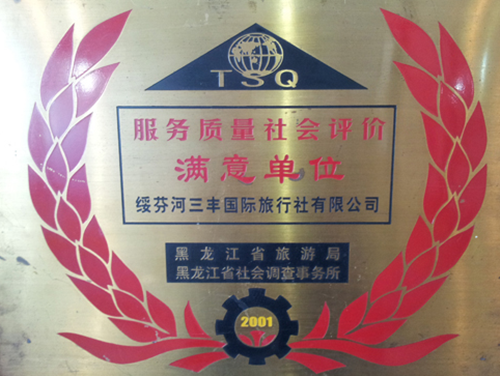 TSQ
服务质量社会评价
满意单位
绥芬河三丰国际旅行社有限公司
黑龙江省旅游局
黑龙江省社会调查事务所
2001